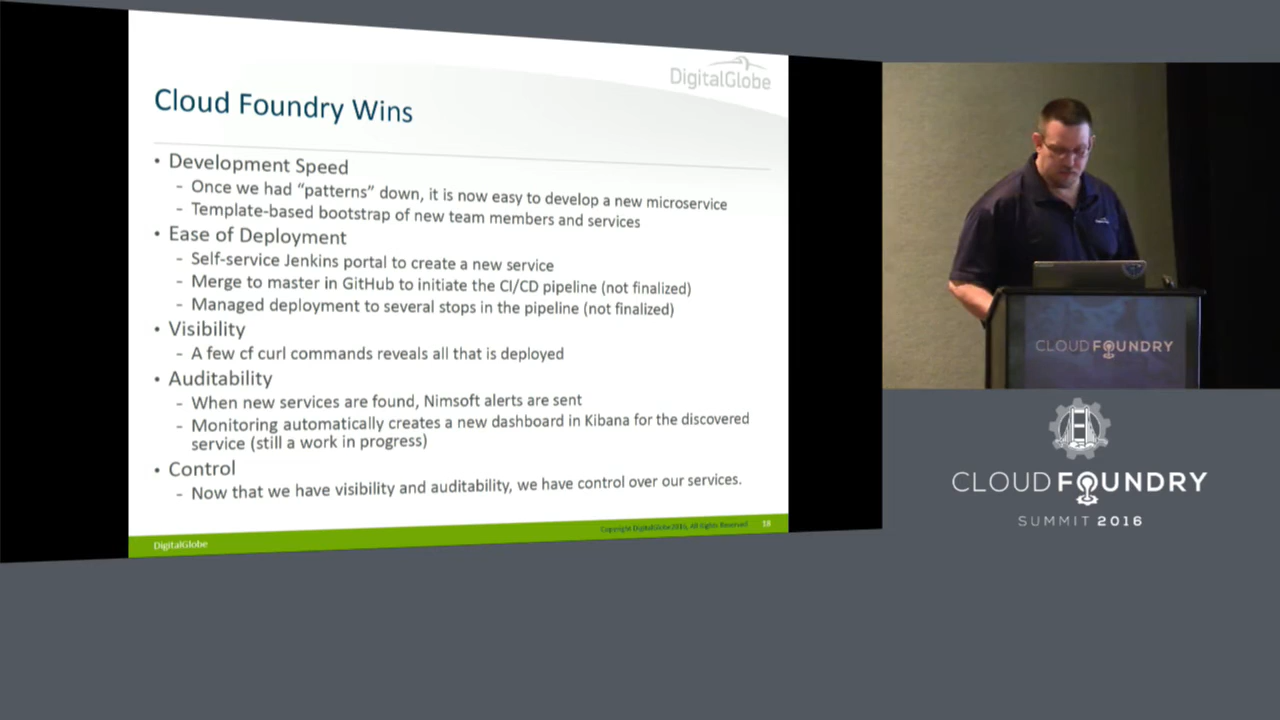 DigitalGlobe
Cloud Foundry Wins
• Development Speed
- Once we had “patterns” down, it is now easy to develop a new microservice
- Template-based bootstrap of new team members and services
• Ease of Deployment
- Self-service Jenkins portal to create a new service
- Merge to master in GitHub to initiate the CI/CD pipeline (not finalized)
- Managed deployment to several stops in the pipeline (not finalized)
• Visibility
- A few cf curl commands reveals all that is deployed
• Auditability
- When new services are found, Nimsoft alerts are sent
- Monitoring automatically creates a new dashboard in Kibana for the discovered
service (still a work in progress)
• Control
- Now that we have visibility and auditability, we have control over our services.
Copyright DigitalGlobe 2016, All Rights Reserved
18
DigitalGlobe
CLOUD FOUNDRY
CLOUD FOUNDRY
SUMMIT 2016